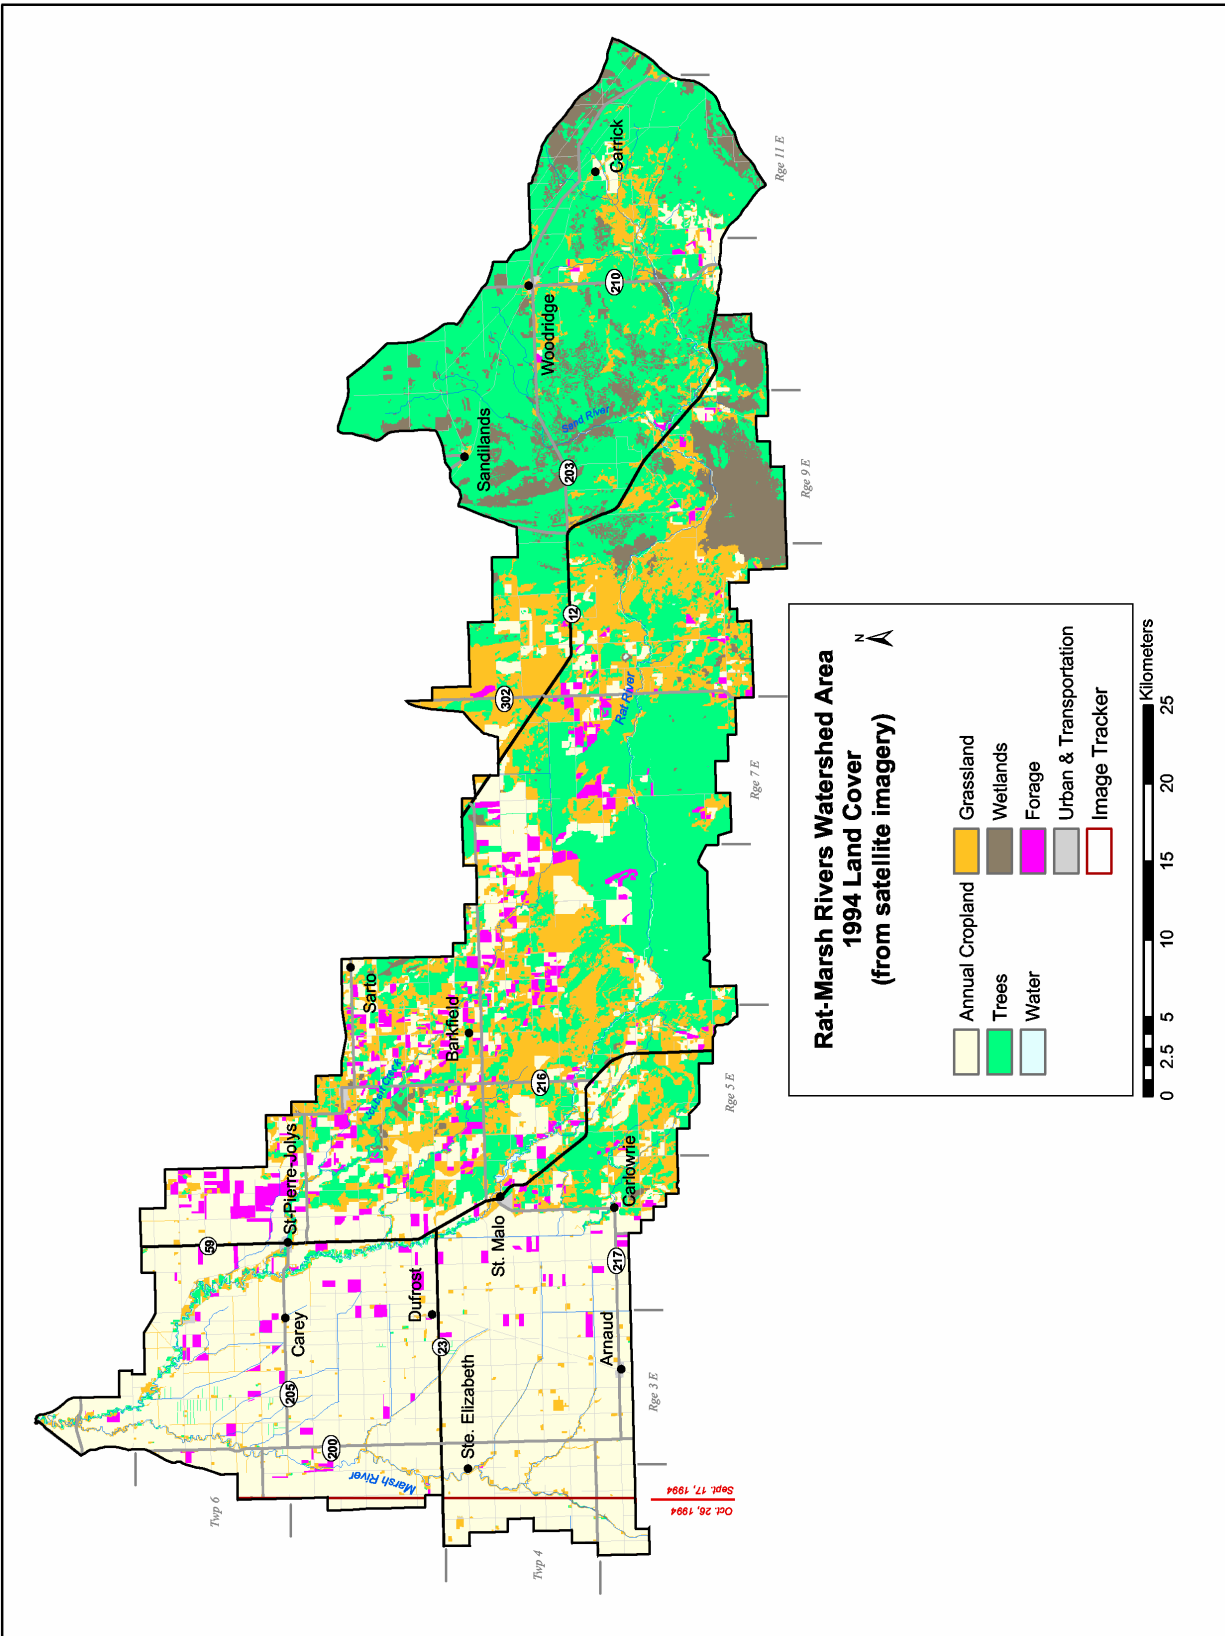 Rat-Marsh Rivers Watershed Area
1994 Land Cover
(from satellite imagery)
N
Annual Cropland
Trees
Water
Grassland
Wetlands
Forage
Urban & Transportation
Image Tracker
0 2.5 5 10 15 20 25
Kilometers
Twp 6
Twp 4
Rge 3 E
Rge 5 E
Rge 7 E
Rge 9 E
Rge 11 E
Oct. 26, 1994
Sept. 17, 1994
Marsh River
Rat River
Sand River
Joubert Creek
Ste. Elizabeth
Arnaud
Carey
Dufrost
St. Malo
St-Pierre-Jolys
Carlowrie
Barkfield
Sarto
Sandilands
Woodridge
Carrick
200
205
23
59
217
216
302
12
203
210